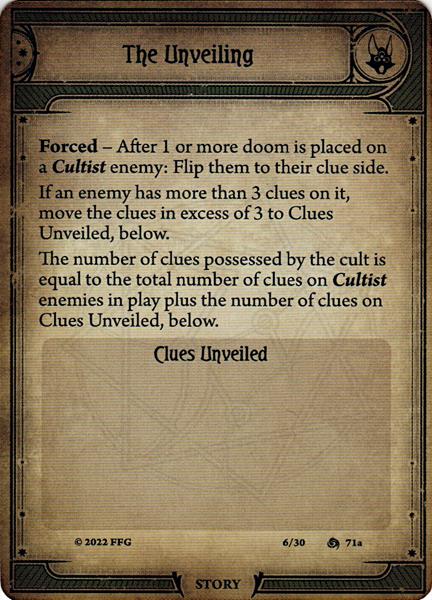 The Unveiling
Forced – After 1 or more doom is placed on
a Cultist enemy: Flip them to their clue side.
If an enemy has more than 3 clues on it,
move the clues in excess of 3 to Clues
Unveiled, below.
The number of clues possessed by the cult is
equal to the total number of clues on Cultist
enemies in play plus the number of clues on
Clues Unveiled, below.
Clues Unveiled
© 2022 FFG 6/30 71a
STORY